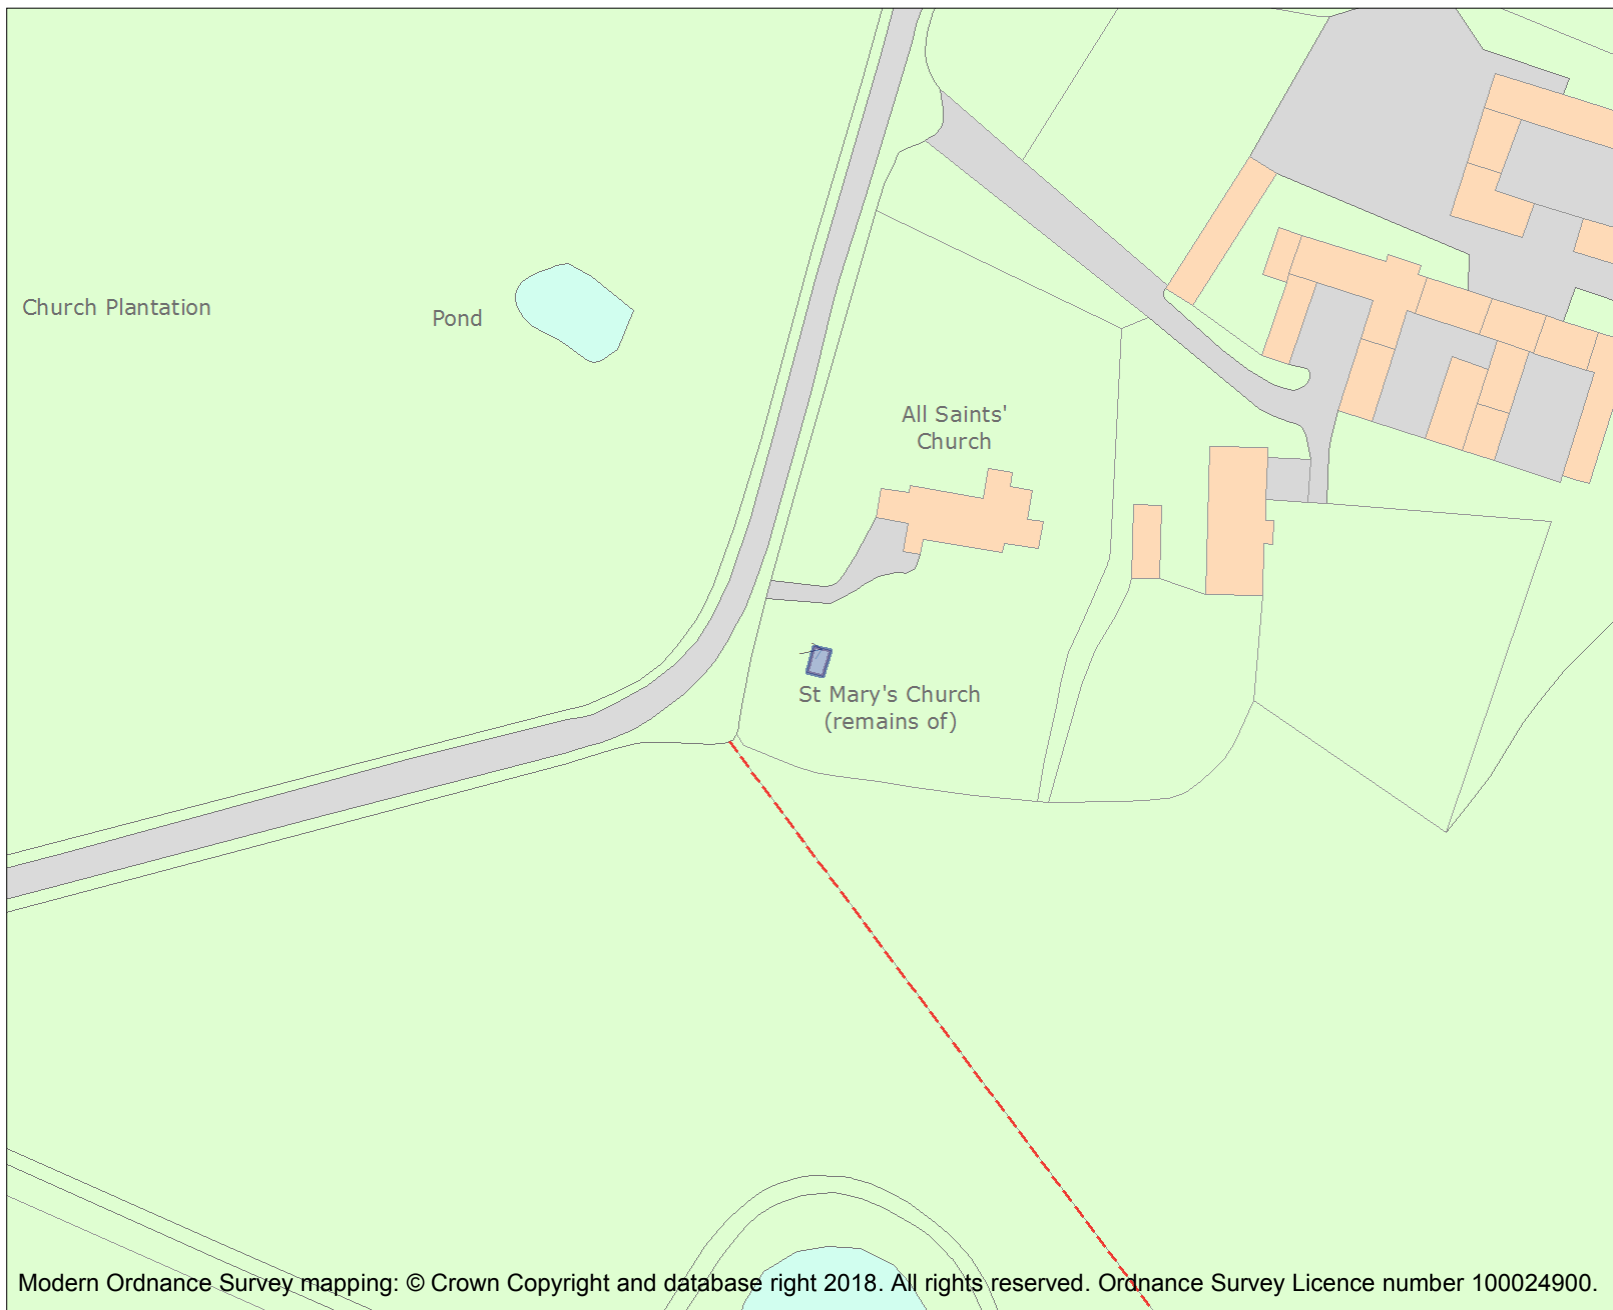 Church Plantation
Pond
All Saints'
Church
St Mary's Church
(remains of)
Modern Ordnance Survey mapping: © Crown Copyright and database right 2018. All rights reserved. Ordnance Survey Licence number 100024900.